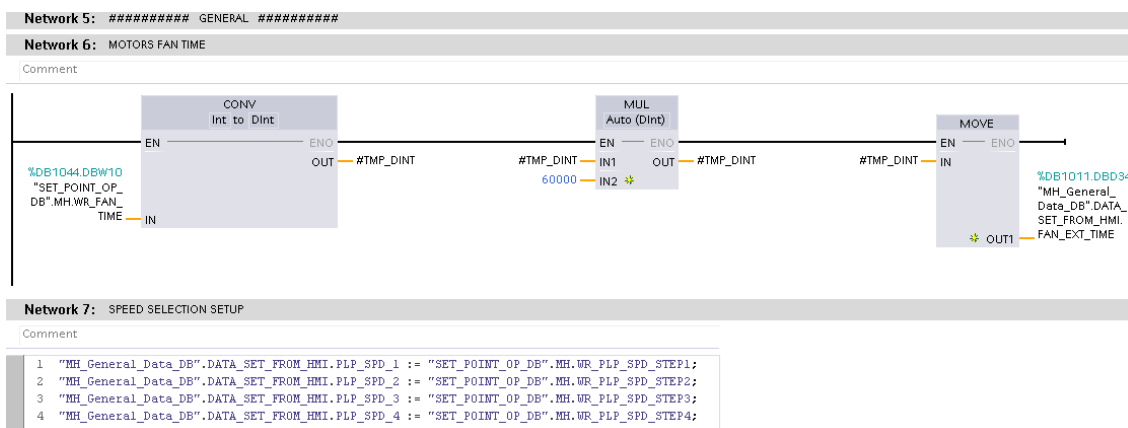 Network 5: ########## GENERAL ##########
Network 6: MOTORS FAN TIME
Comment
CONV
Int to DInt
EN ENO
OUT #TMP_DINT
%DB1044.DBW10
"SET_POINT_OP_
DB".MH.WR_FAN_
TIME IN
MUL
Auto (DInt)
EN ENO
#TMP_DINT IN1 OUT #TMP_DINT
60000 IN2
MOVE
EN ENO
#TMP_DINT IN
%DB1011.DBD34
"MH_General_
Data_DB".DATA_
SET_FROM_HMI.
OUT1 FAN_EXT_TIME
Network 7: SPEED SELECTION SETUP
Comment
1 "MH_General_Data_DB".DATA_SET_FROM_HMI.PLP_SPD_1 := "SET_POINT_OP_DB".MH.WR_PLP_SPD_STEP1;
2 "MH_General_Data_DB".DATA_SET_FROM_HMI.PLP_SPD_2 := "SET_POINT_OP_DB".MH.WR_PLP_SPD_STEP2;
3 "MH_General_Data_DB".DATA_SET_FROM_HMI.PLP_SPD_3 := "SET_POINT_OP_DB".MH.WR_PLP_SPD_STEP3;
4 "MH_General_Data_DB".DATA_SET_FROM_HMI.PLP_SPD_4 := "SET_POINT_OP_DB".MH.WR_PLP_SPD_STEP4;